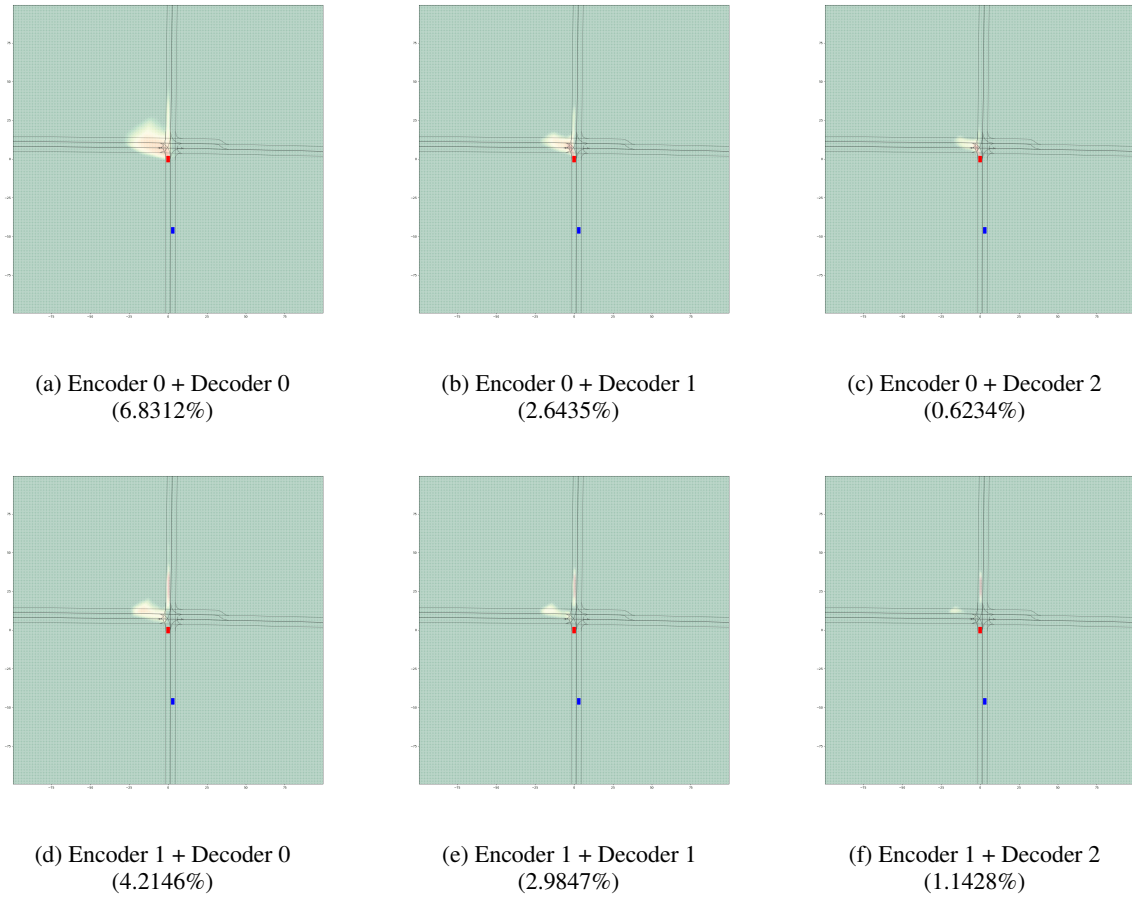 (a) Encoder 0 + Decoder 0
(6.8312%)
(b) Encoder 0 + Decoder 1
(2.6435%)
(c) Encoder 0 + Decoder 2
(0.6234%)
(d) Encoder 1 + Decoder 0
(4.2146%)
(e) Encoder 1 + Decoder 1
(2.9847%)
(f) Encoder 1 + Decoder 2
(1.1428%)